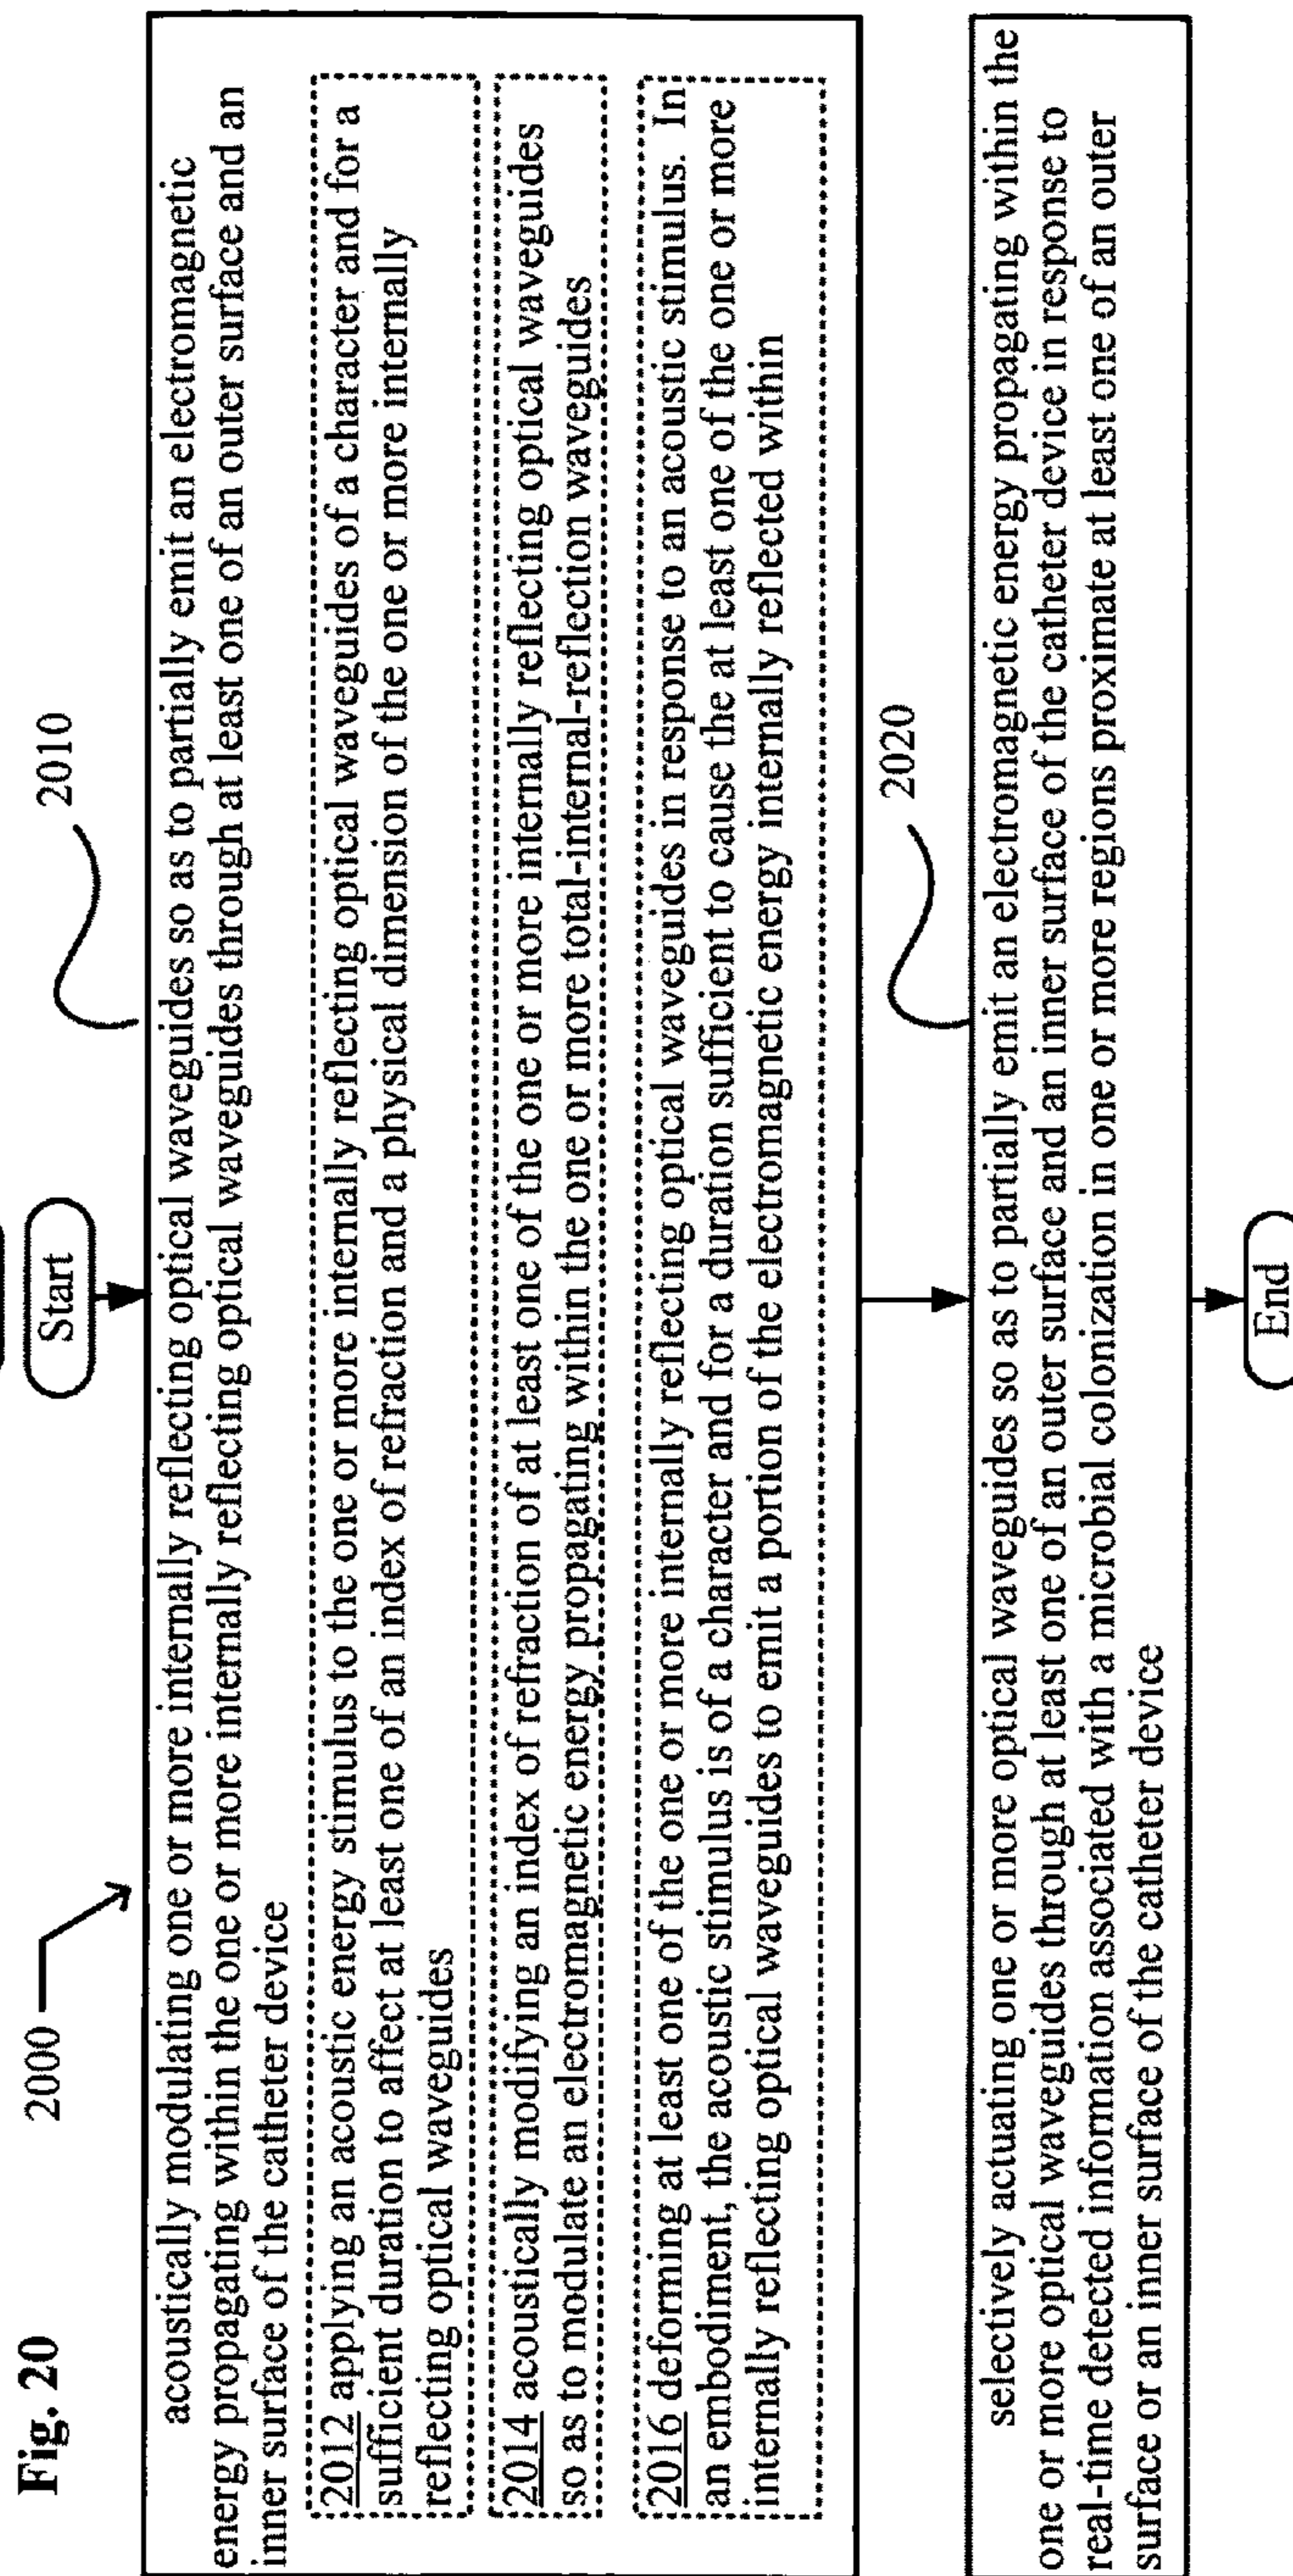 Fig. 20
2000
Start
2010
acoustically modulating one or more internally reflecting optical waveguides so as to partially emit an electromagnetic
energy propagating within the one or more internally reflecting optical waveguides through at least one of an outer surface and an
inner surface of the catheter device
2012 applying an acoustic energy stimulus to the one or more internally reflecting optical waveguides of a character and for a
sufficient duration to affect at least one of an index of refraction and a physical dimension of the one or more internally
reflecting optical waveguides
2014 acoustically modifying an index of refraction of at least one of the one or more internally reflecting optical waveguides
so as to modulate an electromagnetic energy propagating within the one or more total-internal-reflection waveguides
2016 deforming at least one of the one or more internally reflecting optical waveguides in response to an acoustic stimulus. In
an embodiment, the acoustic stimulus is of a character and for a duration sufficient to cause the at least one of the one or more
internally reflecting optical waveguides to emit a portion of the electromagnetic energy internally reflected within
2020
selectively actuating one or more optical waveguides so as to partially emit an electromagnetic energy propagating within the
one or more optical waveguides through at least one of an outer surface and an inner surface of the catheter device in response to
real-time detected information associated with a microbial colonization in one or more regions proximate at least one of an outer
surface or an inner surface of the catheter device
End